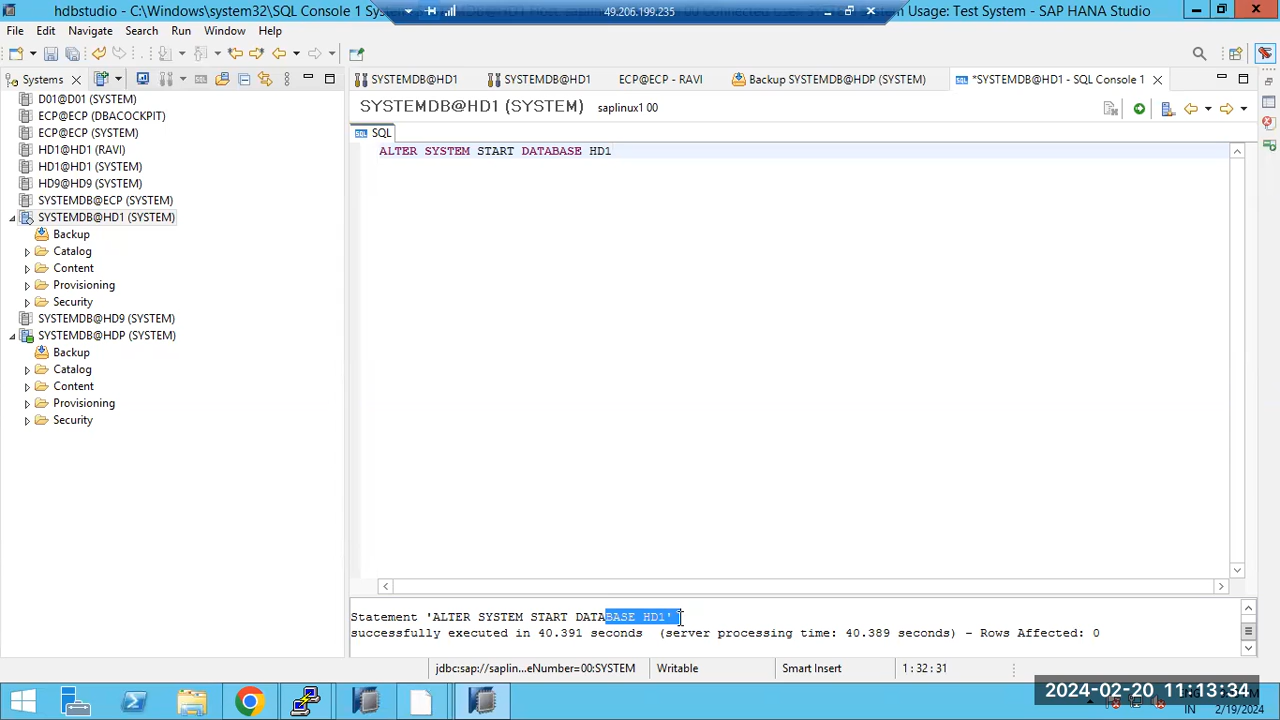 hdbstudio - C:\Windows\system32\SQL Console 1 Sys
49.206.199.235
System Usage: Test System - SAP HANA Studio
File Edit Navigate Search Run Window Help
Systems
SYSTEMDB@HD1
SYSTEMDB@HD1
ECP@ECP - RAVI
Backup SYSTEMDB@HDP (SYSTEM)
*SYSTEMDB@HD1 - SQL Console 1
D01@D01 (SYSTEM)
ECP@ECP (DBACOCKPIT)
ECP@ECP (SYSTEM)
HD1@HD1 (RAVI)
HD1@HD1 (SYSTEM)
HD9@HD9 (SYSTEM)
SYSTEMDB@ECP (SYSTEM)
SYSTEMDB@HD1 (SYSTEM)
Backup
Catalog
Content
Provisioning
Security
SYSTEMDB@HD9 (SYSTEM)
SYSTEMDB@HDP (SYSTEM)
Backup
Catalog
Content
Provisioning
Security
SYSTEMDB@HD1 (SYSTEM) saplinux1 00
SQL
ALTER SYSTEM START DATABASE HD1
Statement 'ALTER SYSTEM START DATABASE HD1'
successfully executed in 40.391 seconds (server processing time: 40.389 seconds) - Rows Affected: 0
jdbc:sap://saplin...eNumber=00:SYSTEM Writable Smart Insert 1 : 32 : 31
2024-02-20 11:13:34
IN 2/19/2024